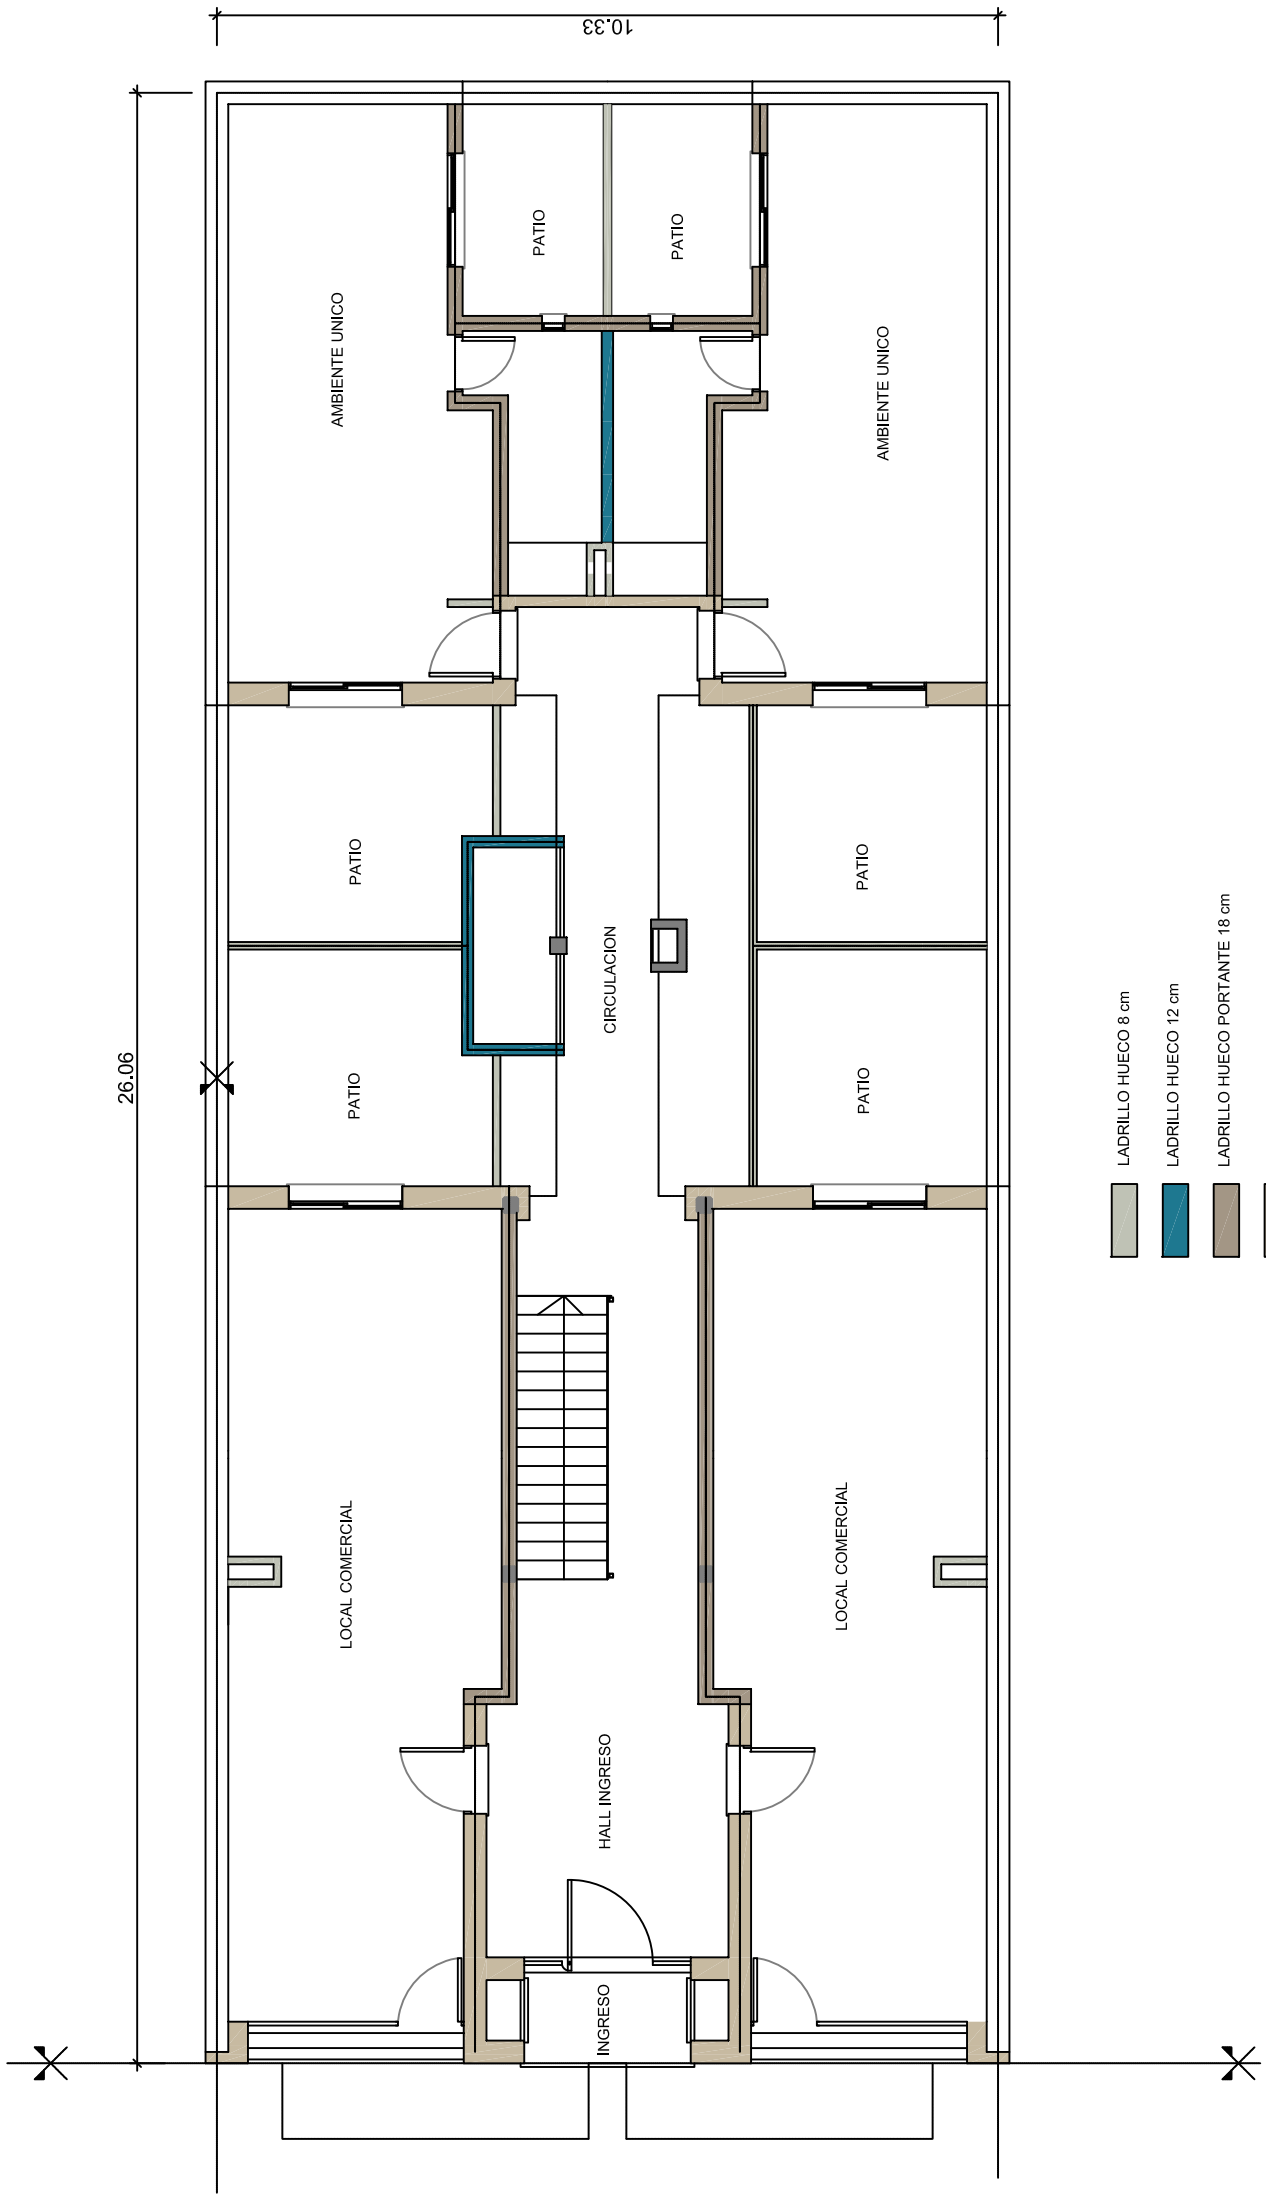 10.33
26.06
PATIO
PATIO
AMBIENTE UNICO
AMBIENTE UNICO
PATIO
PATIO
CIRCULACION
PATIO
PATIO
LOCAL COMERCIAL
LOCAL COMERCIAL
HALL INGRESO
INGRESO
LADRILLO HUECO 8 cm
LADRILLO HUECO 12 cm
LADRILLO HUECO PORTANTE 18 cm